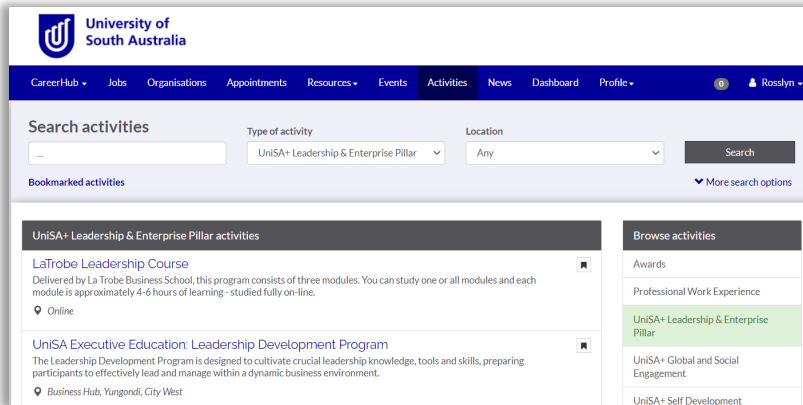 University of
South Australia
CareerHub Jobs Organisations Appointments Resources Events Activities News Dashboard Profile 0 Rosslyn
Search activities
Type of activity
Location
...
UniSA+ Leadership & Enterprise Pillar
Any
Search
Bookmarked activities
More search options
UniSA+ Leadership & Enterprise Pillar activities
LaTrobe Leadership Course
Delivered by La Trobe Business School, this program consists of three modules. You can study one or all modules and each
module is approximately 4-6 hours of learning - studied fully on-line.
Online
UniSA Executive Education: Leadership Development Program
The Leadership Development Program is designed to cultivate crucial leadership knowledge, tools and skills, preparing
participants to effectively lead and manage within a dynamic business environment.
Business Hub, Yungondi, City West
Browse activities
Awards
Professional Work Experience
UniSA+ Leadership & Enterprise
Pillar
UniSA+ Global and Social
Engagement
UniSA+ Self Development